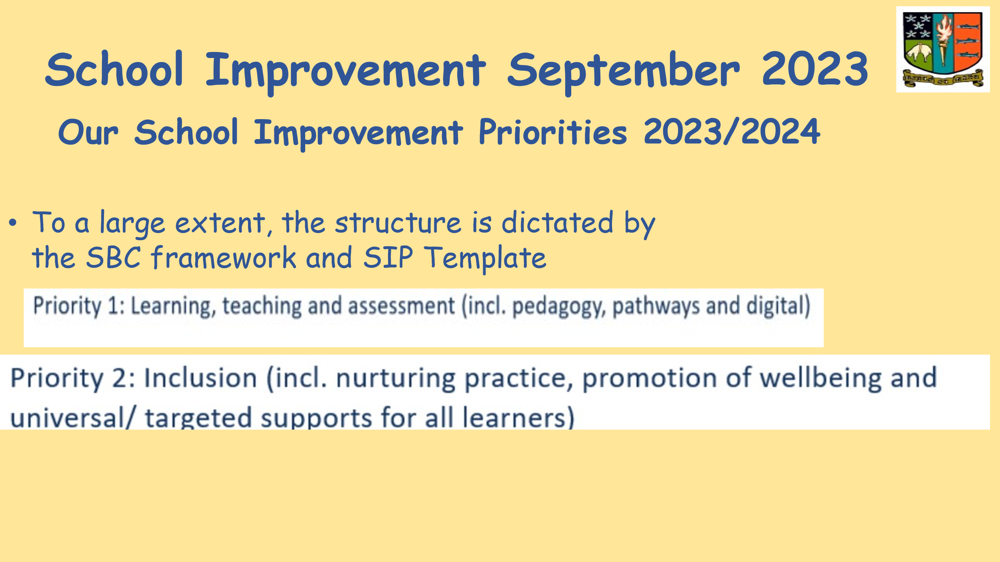 School Improvement September 2023
Our School Improvement Priorities 2023/2024
• To a large extent, the structure is dictated by
the SBC framework and SIP Template
Priority 1: Learning, teaching and assessment (incl. pedagogy, pathways and digital)
Priority 2: Inclusion (incl. nurturing practice, promotion of wellbeing and
universal/ targeted supports for all learners)